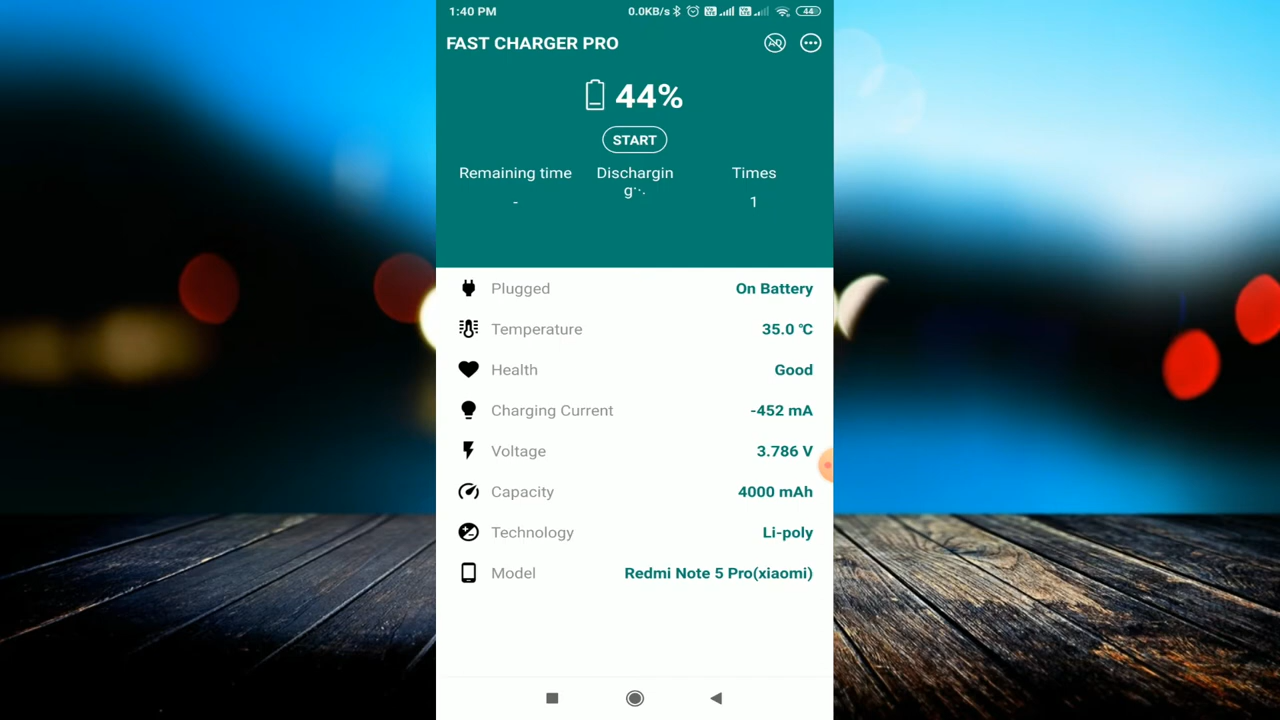 1:40 PM 0.0KB/s 44
FAST CHARGER PRO AD
44%
START
Remaining time Dischargin Times
g··.
- 1
Plugged On Battery
Temperature 35.0 ℃
Health Good
Charging Current -452 mA
Voltage 3.786 V
Capacity 4000 mAh
Technology Li-poly
Model Redmi Note 5 Pro(xiaomi)